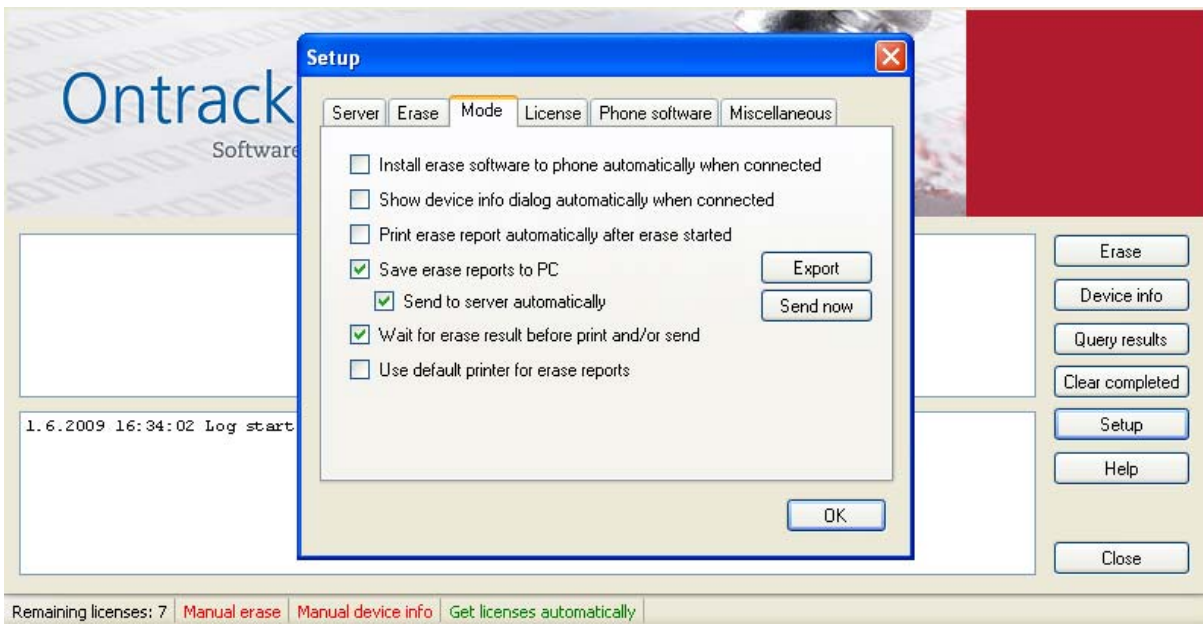 Setup
Ontrack
Software
Server Erase Mode License Phone software Miscellaneous
Install erase software to phone automatically when connected
Show device info dialog automatically when connected
Print erase report automatically after erase started
Save erase reports to PC
Export
Send to server automatically
Send now
Wait for erase result before print and/or send
Use default printer for erase reports
OK
Erase
Device info
Query results
Clear completed
Setup
Help
Close
1.6.2009 16:34:02 Log start
Remaining licenses: 7 Manual erase Manual device info Get licenses automatically